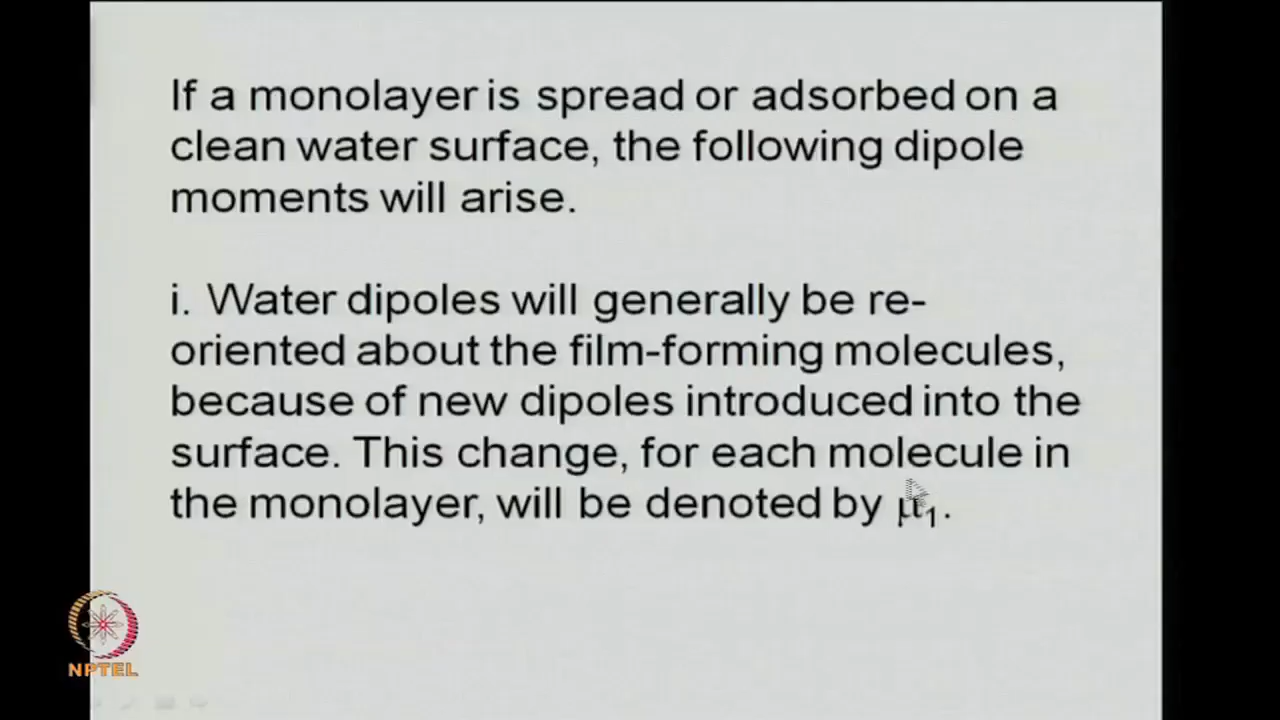 If a monolayer is spread or adsorbed on a
clean water surface, the following dipole
moments will arise.
i. Water dipoles will generally be re-
oriented about the film-forming molecules,
because of new dipoles introduced into the
surface. This change, for each molecule in
the monolayer, will be denoted by μ₁.
NPTEL